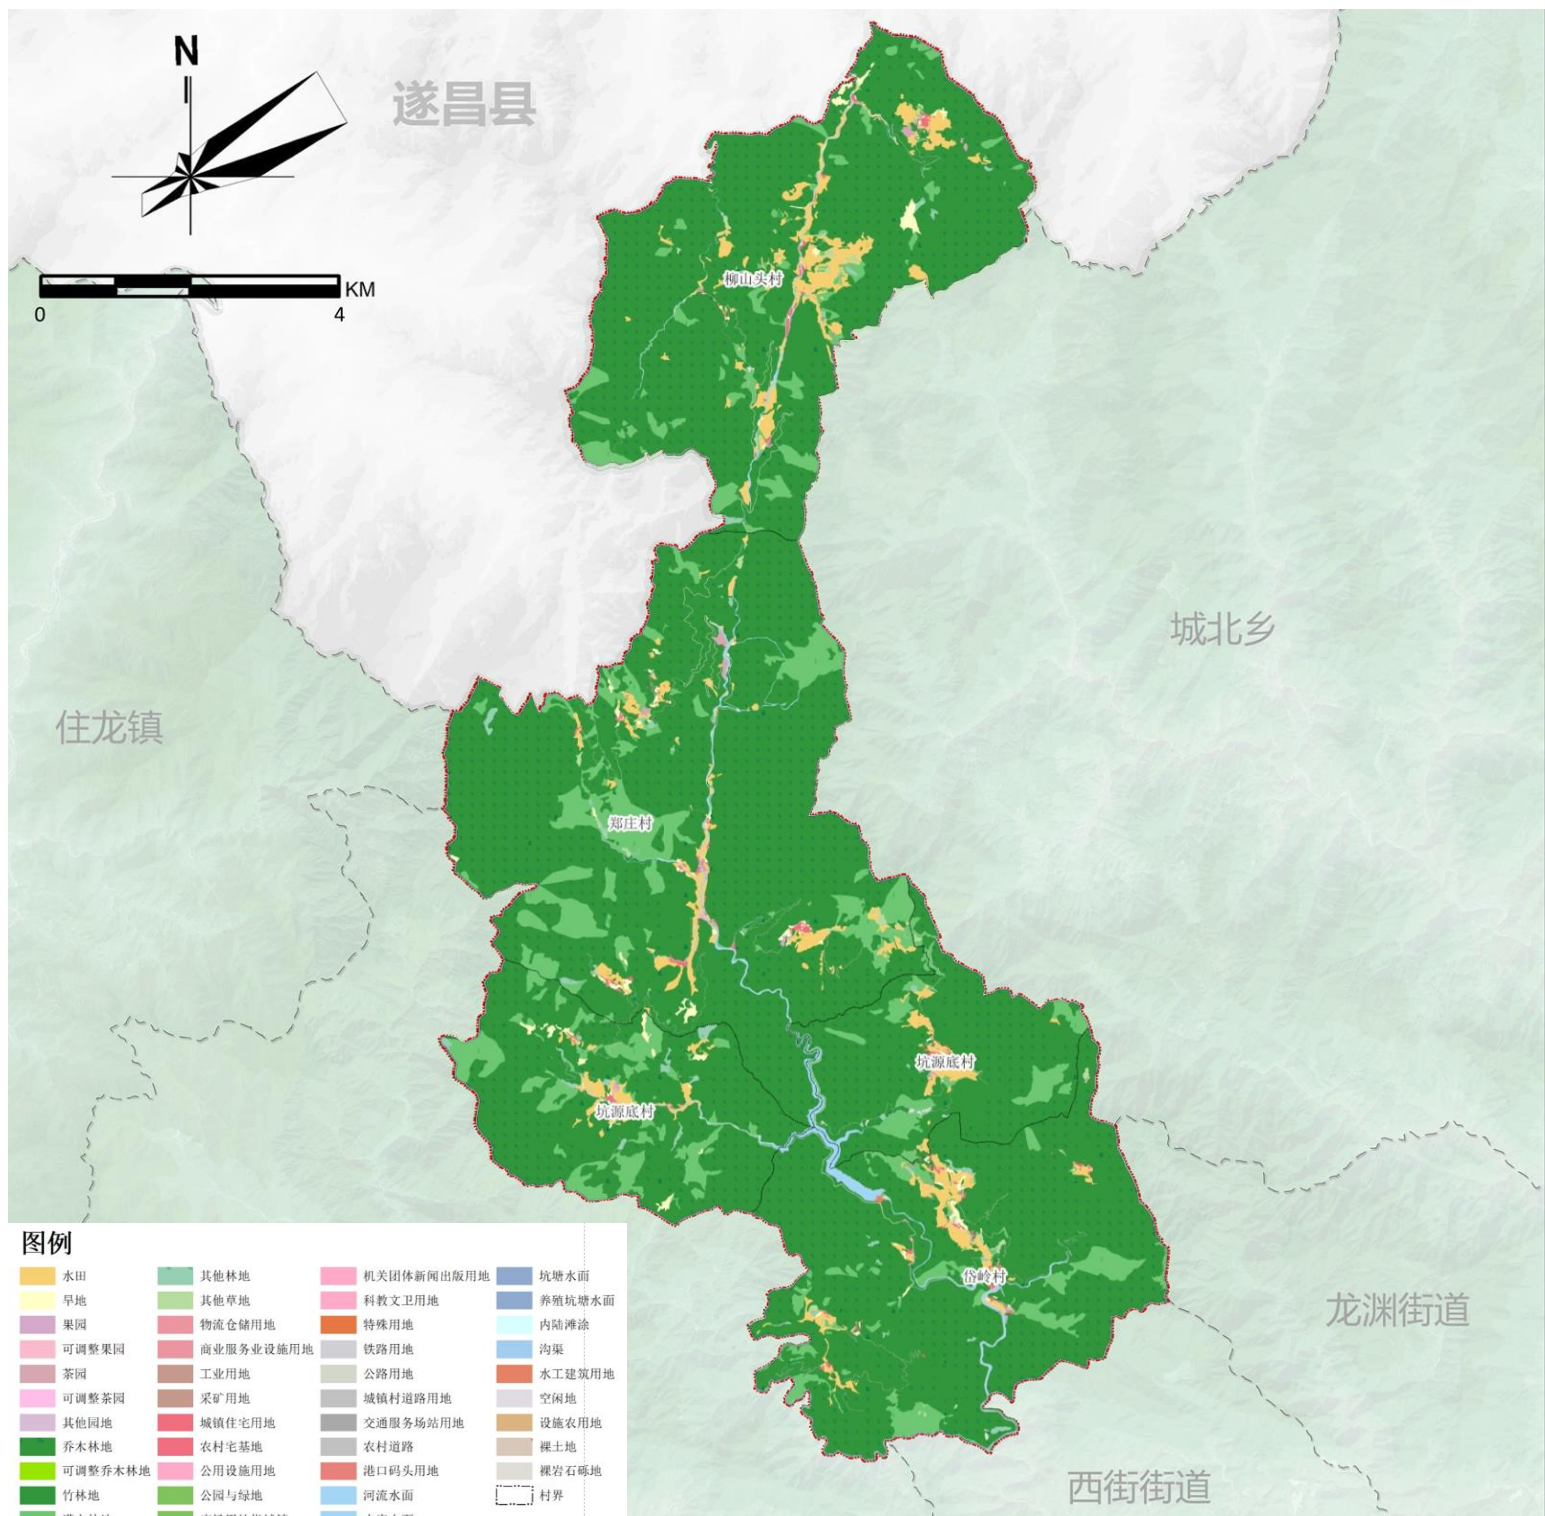 N
遂昌县
KM
0
4
柳山头村
城北乡
住龙镇
郑庄村
坑源底村
坑源底村
岱岭村
龙渊街道
西街街道
图例
水田
旱地
果园
可调整果园
茶园
可调整茶园
其他园地
乔木林地
可调整乔木林地
竹林地
其他林地
其他草地
物流仓储用地
商业服务业设施用地
工业用地
采矿用地
城镇住宅用地
农村宅基地
公用设施用地
公园与绿地
机关团体新闻出版用地
科教文卫用地
特殊用地
铁路用地
公路用地
城镇村道路用地
交通服务场站用地
农村道路
港口码头用地
河流水面
坑塘水面
养殖坑塘水面
内陆滩涂
沟渠
水工建筑用地
空闲地
设施农用地
裸土地
裸岩石砾地
村界